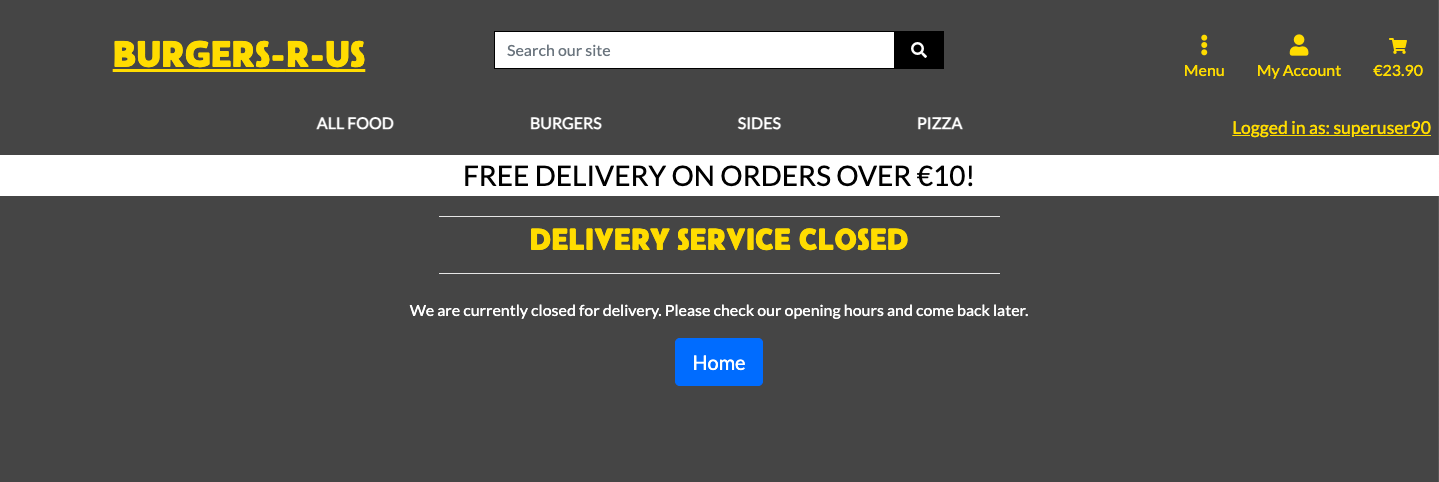 BURGERS-R-US
Search our site
Menu
My Account
€23.90
ALL FOOD
BURGERS
SIDES
PIZZA
Logged in as: superuser90
FREE DELIVERY ON ORDERS OVER €10!
DELIVERY SERVICE CLOSED
We are currently closed for delivery. Please check our opening hours and come back later.
Home